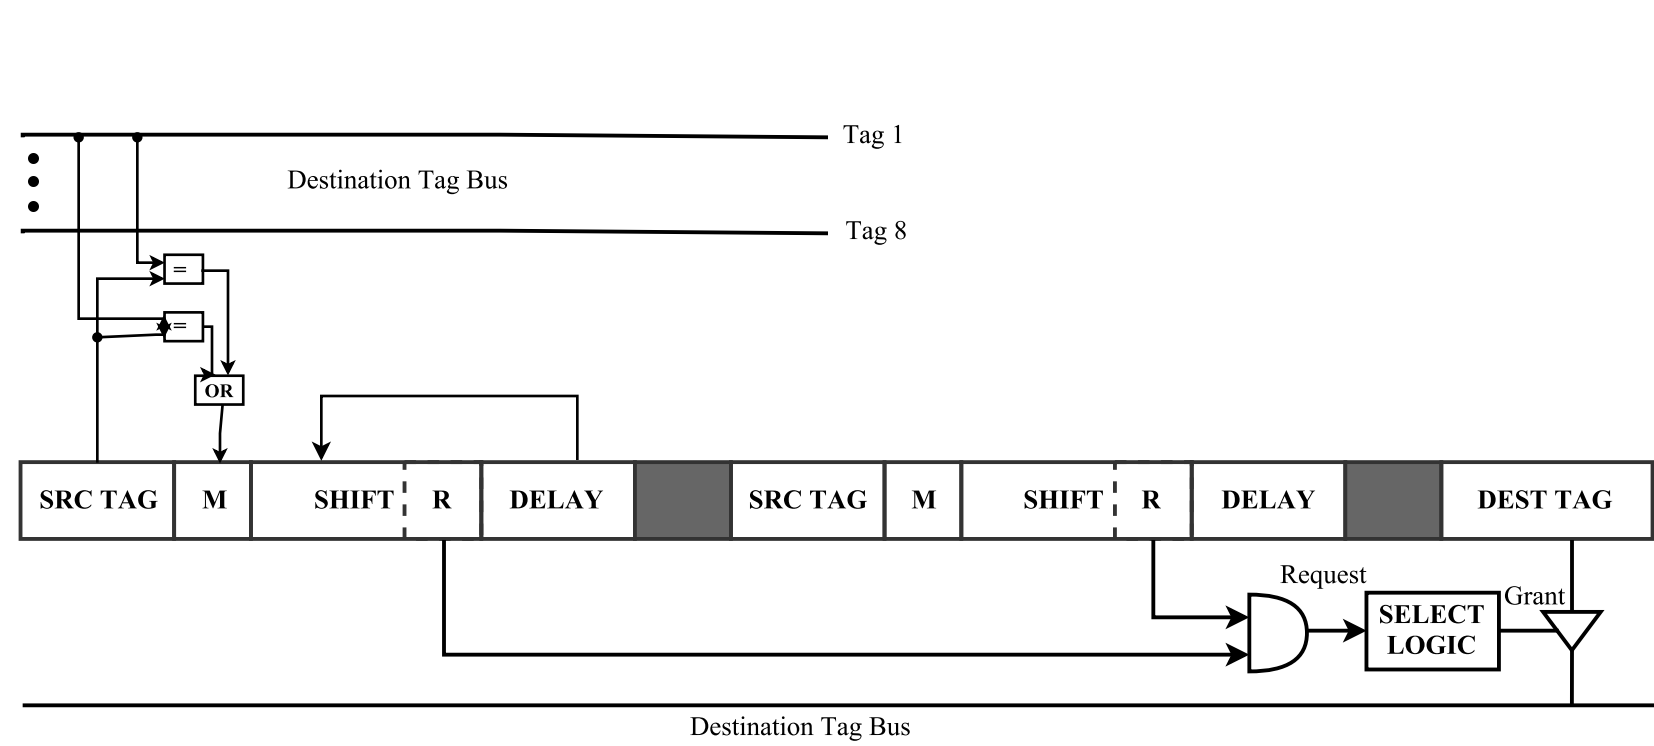 Tag 1
Destination Tag Bus
Tag 8
=
=
OR
SRC TAG M SHIFT R DELAY SRC TAG M SHIFT R DELAY DEST TAG
Request
Grant
SELECT
LOGIC
Destination Tag Bus